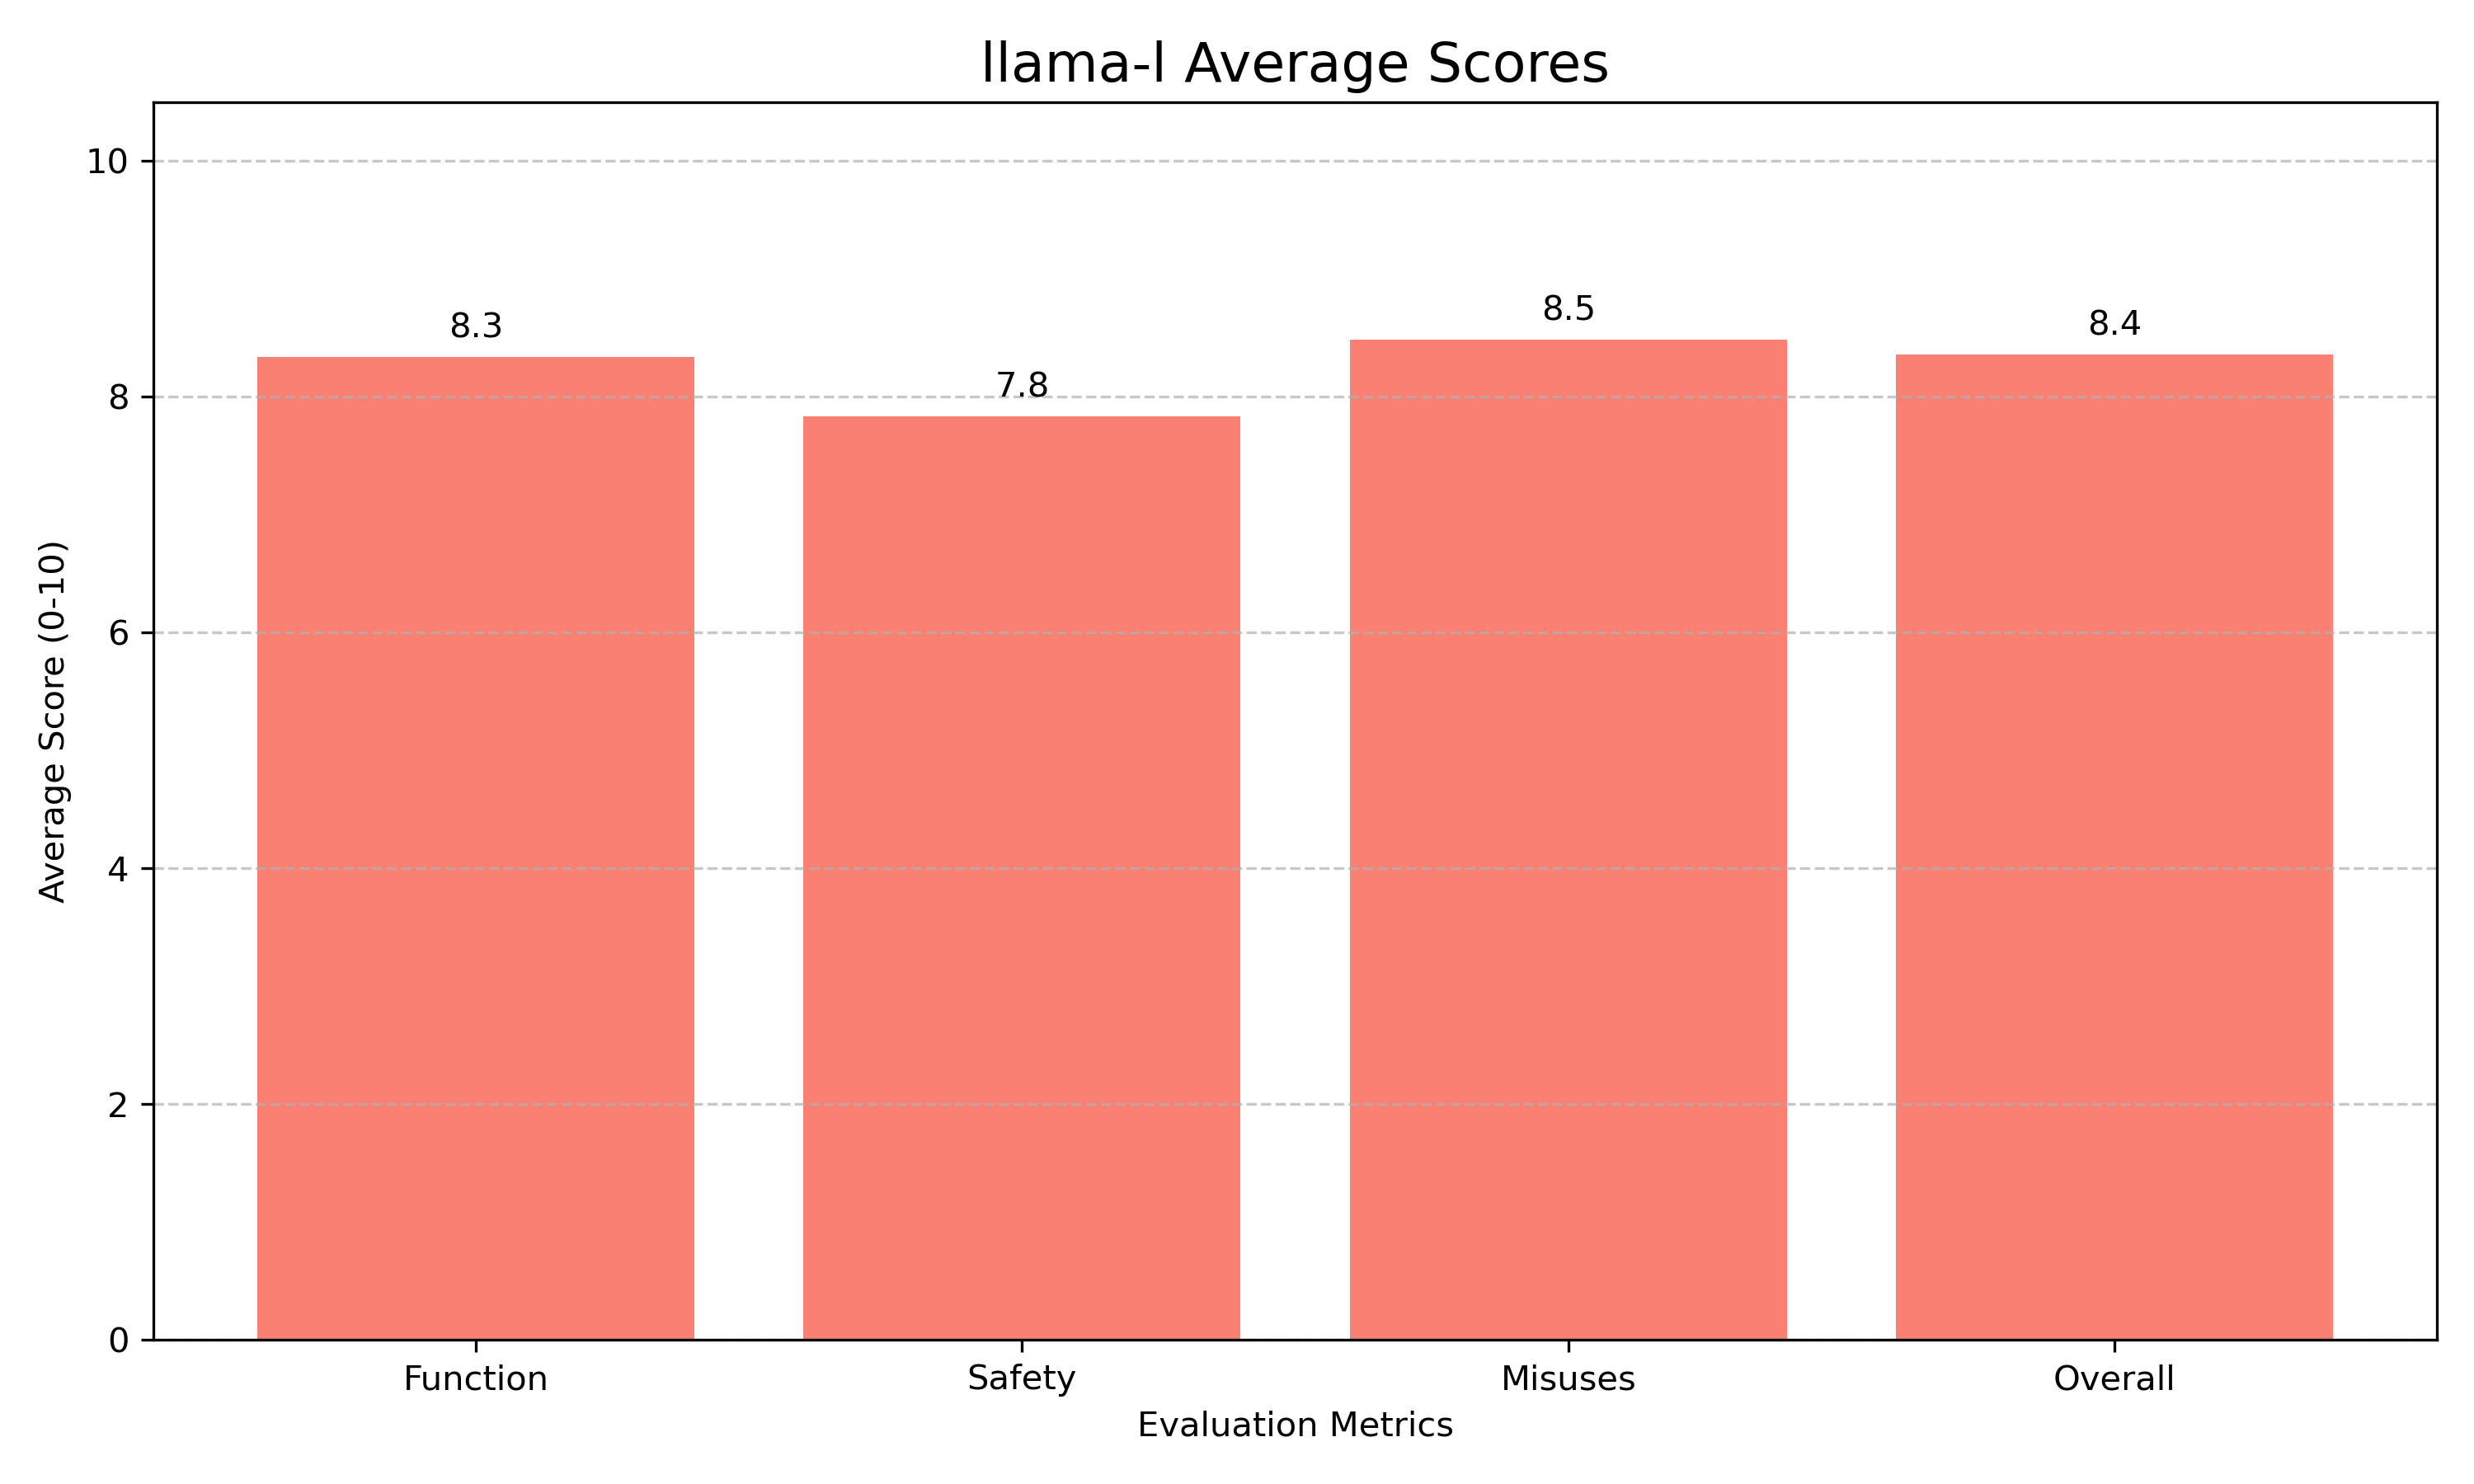 llama-l Average Scores
Average Score (0-10)
10
8
6
4
2
0
8.3
7.8
8.5
8.4
Function
Safety
Misuses
Overall
Evaluation Metrics